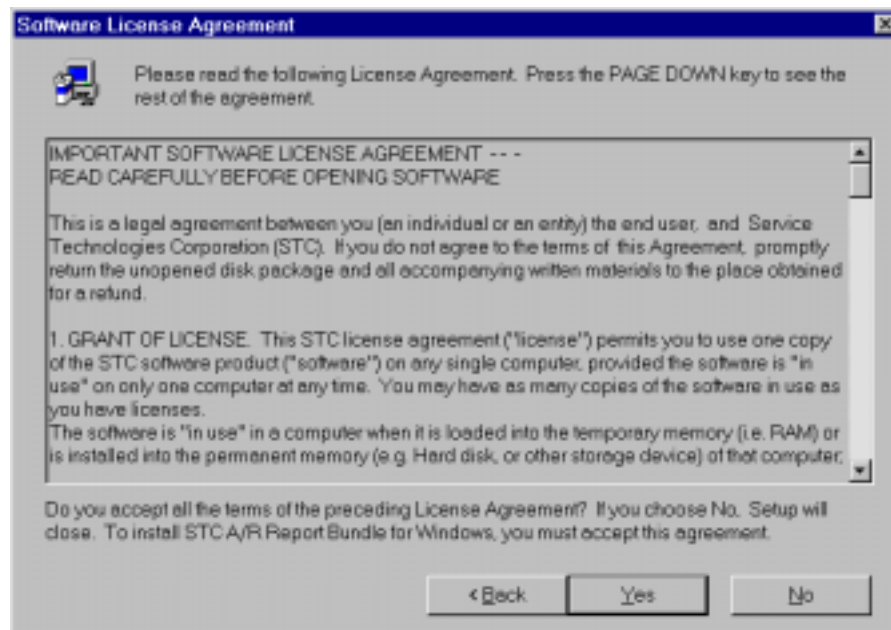 Software License Agreement
Please read the following License Agreement. Press the PAGE DOWN key to see the
rest of the agreement.
IMPORTANT SOFTWARE LICENSE AGREEMENT -- -
READ CAREFULLY BEFORE OPENING SOFTWARE
This is a legal agreement between you (an individual or an entity) the end user, and Service
Technologies Corporation (STC). If you do not agree to the terms of this Agreement, promptly
return the unopened disk package and all accompanying written materials to the place obtained
for a refund.
1. GRANT OF LICENSE. This STC license agreement ("license") permits you to use one copy
of the STC software product ("software") on any single computer, provided the software is "in
use" on only one computer at any time. You may have as many copies of the software in use as
you have licenses.
The software is "in use" in a computer when it is loaded into the temporary memory (i.e. RAM) or
is installed into the permanent memory (e.g. Hard disk, or other storage device) of that computer,
Do you accept all the terms of the preceding License Agreement? If you choose No, Setup will
close. To install STC A/R Report Bundle for Windows, you must accept this agreement.
< Back Yes No